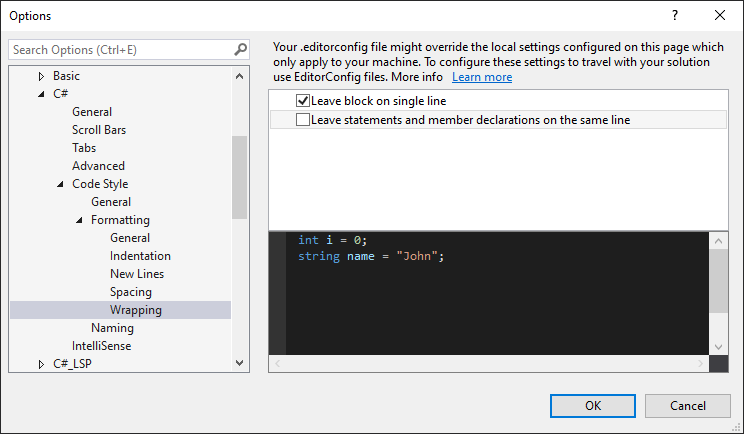 Options
Search Options (Ctrl+E)
Basic
C#
General
Scroll Bars
Tabs
Advanced
Code Style
General
Formatting
General
Indentation
New Lines
Spacing
Wrapping
Naming
IntelliSense
C#_LSP
Your .editorconfig file might override the local settings configured on this page which
only apply to your machine. To configure these settings to travel with your solution
use EditorConfig files. More info Learn more
Leave block on single line
Leave statements and member declarations on the same line
int i = 0;
string name = "John";
OK
Cancel